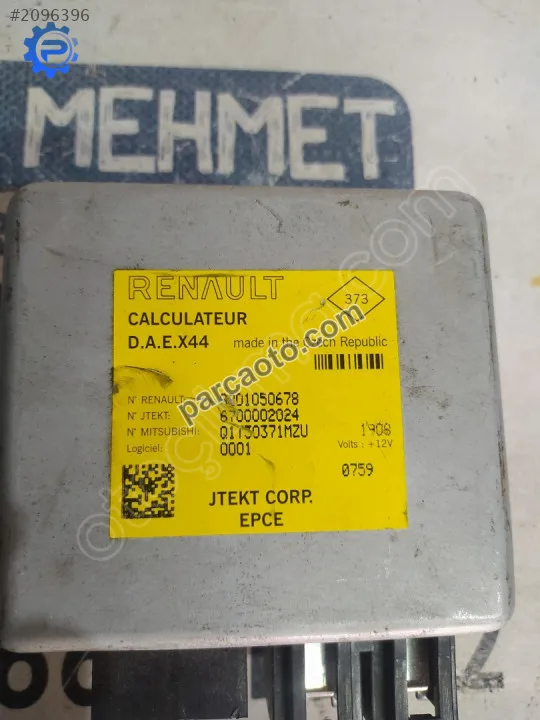 #2096396
MEHMET
RENAULT
373
CALCULATEUR
D.A.E.X44 made in the Czech Republic
N° RENAULT: 8201050678
N° JTEKT: 6700002024
N° MITSUBISHI: Q1T30371MZU 1908
Logiciel: 0001 Volts: +12V
0759
JTEKT CORP.
EPCE
parcaoto.com